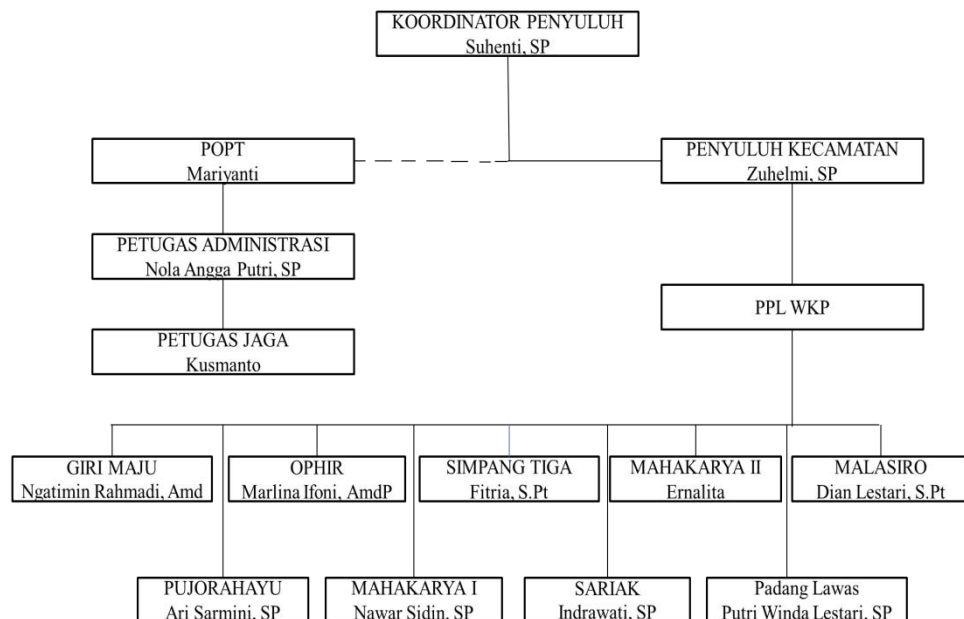 KOORDINATOR PENYULUH
Suhenti, SP
POPT
Mariyanti
PENYULUH KECAMATAN
Zuhelmi, SP
PETUGAS ADMINISTRASI
Nola Angga Putri, SP
PPL WKP
PETUGAS JAGA
Kusmanto
GIRI MAJU
Ngatimin Rahmadi, Amd
OPHIR
Marlina Ifoni, AmdP
SIMPANG TIGA
Fitria, S.Pt
MAHAKARYA II
Ernalita
MALASIRO
Dian Lestari, S.Pt
PUJORAHAYU
Ari Sarmini, SP
MAHAKARYA I
Nawar Sidin, SP
SARIAK
Indrawati, SP
Padang Lawas
Putri Winda Lestari, SP